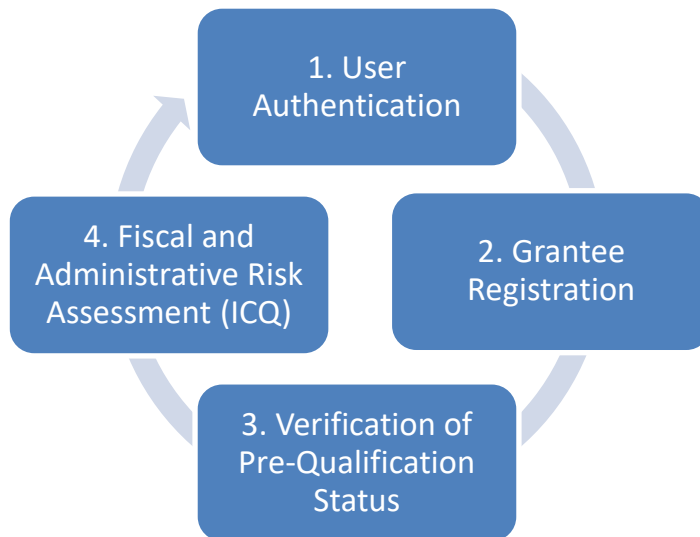 1. User
Authentication
2. Grantee
Registration
3. Verification of
Pre-Qualification
Status
4. Fiscal and
Administrative Risk
Assessment (ICQ)